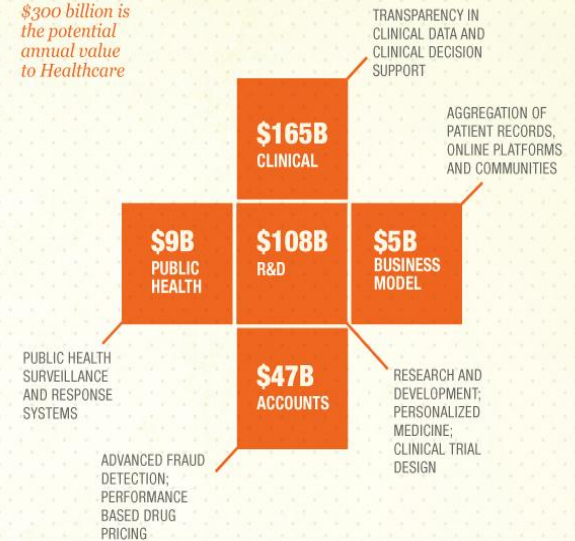 $300 billion is
the potential
annual value
to Healthcare
TRANSPARENCY IN
CLINICAL DATA AND
CLINICAL DECISION
SUPPORT
$165B
CLINICAL
AGGREGATION OF
PATIENT RECORDS,
ONLINE PLATFORMS
AND COMMUNITIES
$9B
PUBLIC
HEALTH
$108B
R&D
$5B
BUSINESS
MODEL
PUBLIC HEALTH
SURVEILLANCE
AND RESPONSE
SYSTEMS
$47B
ACCOUNTS
RESEARCH AND
DEVELOPMENT;
PERSONALIZED
MEDICINE;
CLINICAL TRIAL
DESIGN
ADVANCED FRAUD
DETECTION;
PERFORMANCE
BASED DRUG
PRICING